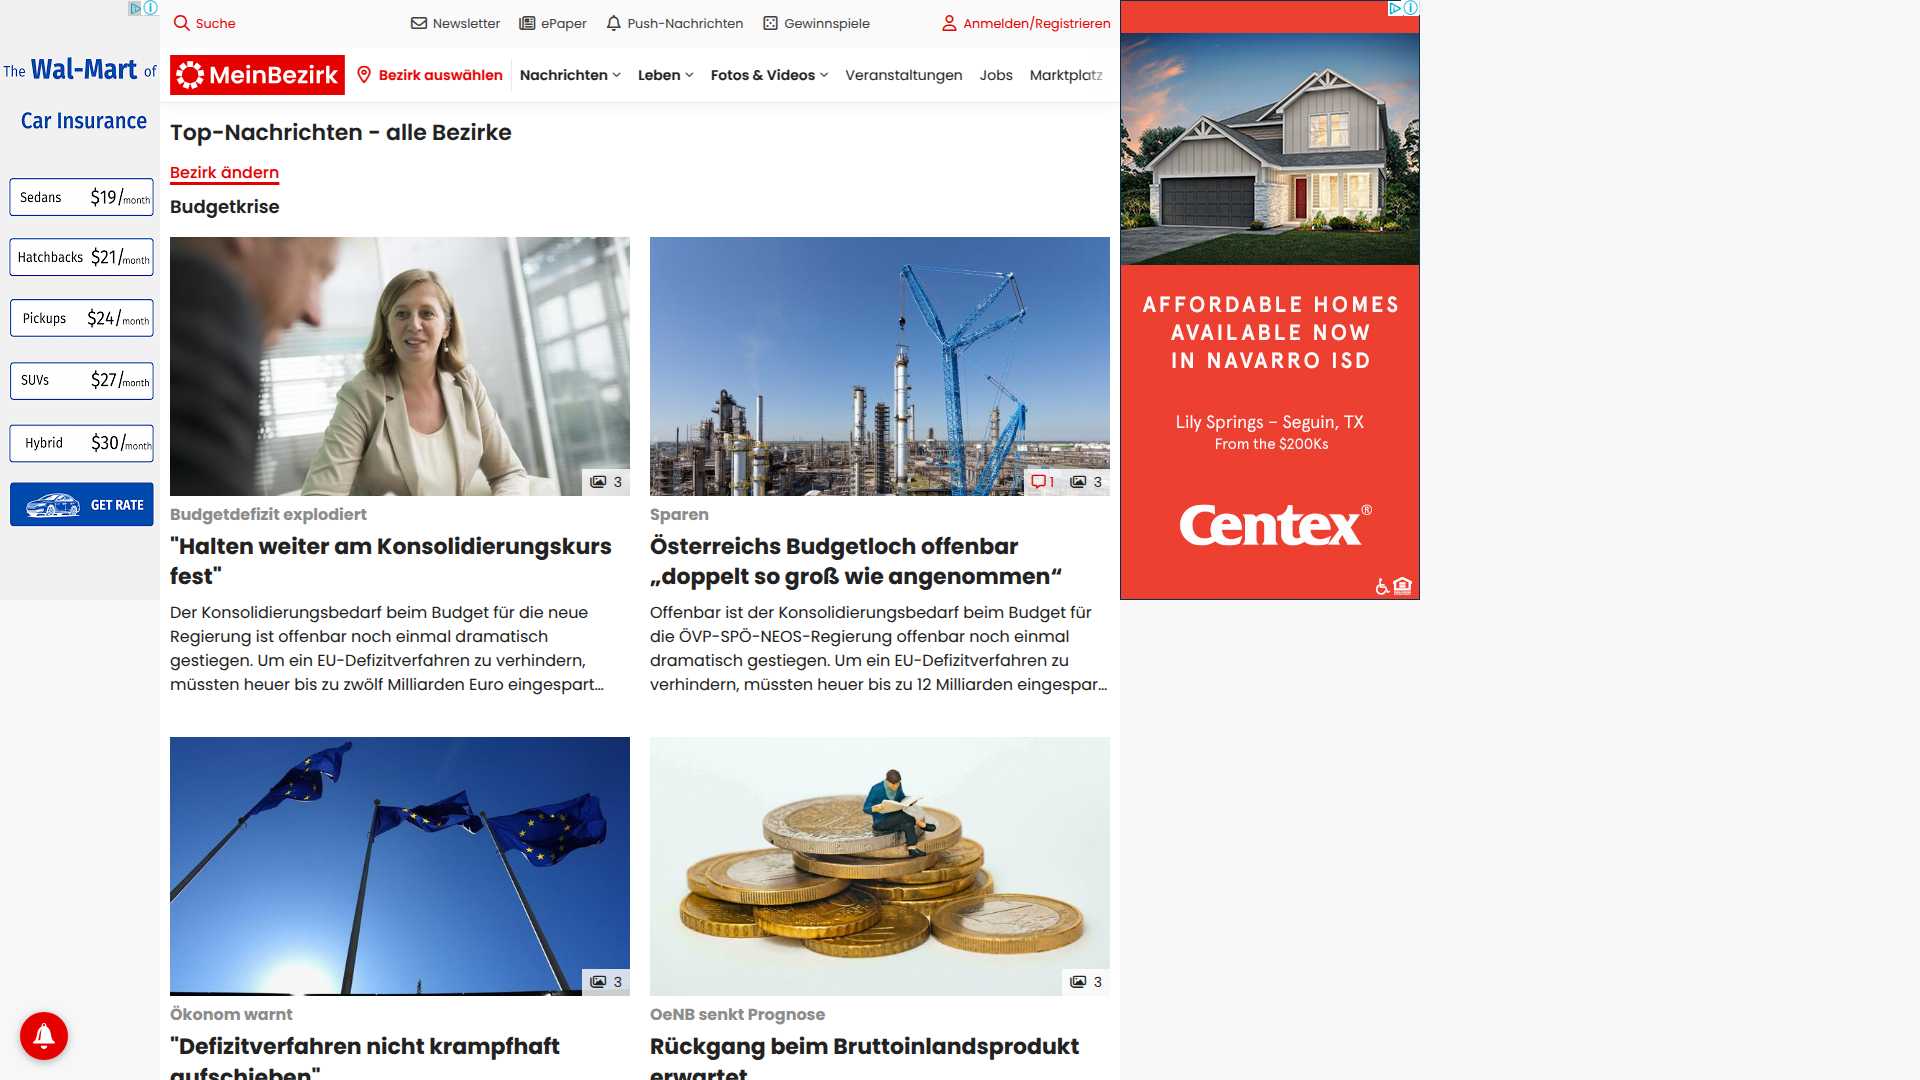 Suche
Newsletter
ePaper
Push-Nachrichten
Gewinnspiele
Anmelden/Registrieren
MeinBezirk
Bezirk auswählen
Nachrichten
Leben
Fotos & Videos
Veranstaltungen
Jobs
Marktplatz
The Wal-Mart of
Car Insurance
Sedans $19/month
Hatchbacks $21/month
Pickups $24/month
SUVs $27/month
Hybrid $30/month
GET RATE
Top-Nachrichten - alle Bezirke
Bezirk ändern
Budgetkrise
3
Budgetdefizit explodiert
"Halten weiter am Konsolidierungskurs
fest"
Der Konsolidierungsbedarf beim Budget für die neue
Regierung ist offenbar noch einmal dramatisch
gestiegen. Um ein EU-Defizitverfahren zu verhindern,
müssten heuer bis zu zwölf Milliarden Euro eingespart...
1 3
Sparen
Österreichs Budgetloch offenbar
„doppelt so groß wie angenommen“
Offenbar ist der Konsolidierungsbedarf beim Budget für
die ÖVP-SPÖ-NEOS-Regierung offenbar noch einmal
dramatisch gestiegen. Um ein EU-Defizitverfahren zu
verhindern, müssten heuer bis zu 12 Milliarden eingespar...
3
Ökonom warnt
"Defizitverfahren nicht krampfhaft
aufschieben"
3
OeNB senkt Prognose
Rückgang beim Bruttoinlandsprodukt
erwartet
AFFORDABLE HOMES
AVAILABLE NOW
IN NAVARRO ISD
Lily Springs – Seguin, TX
From the $200Ks
Centex®